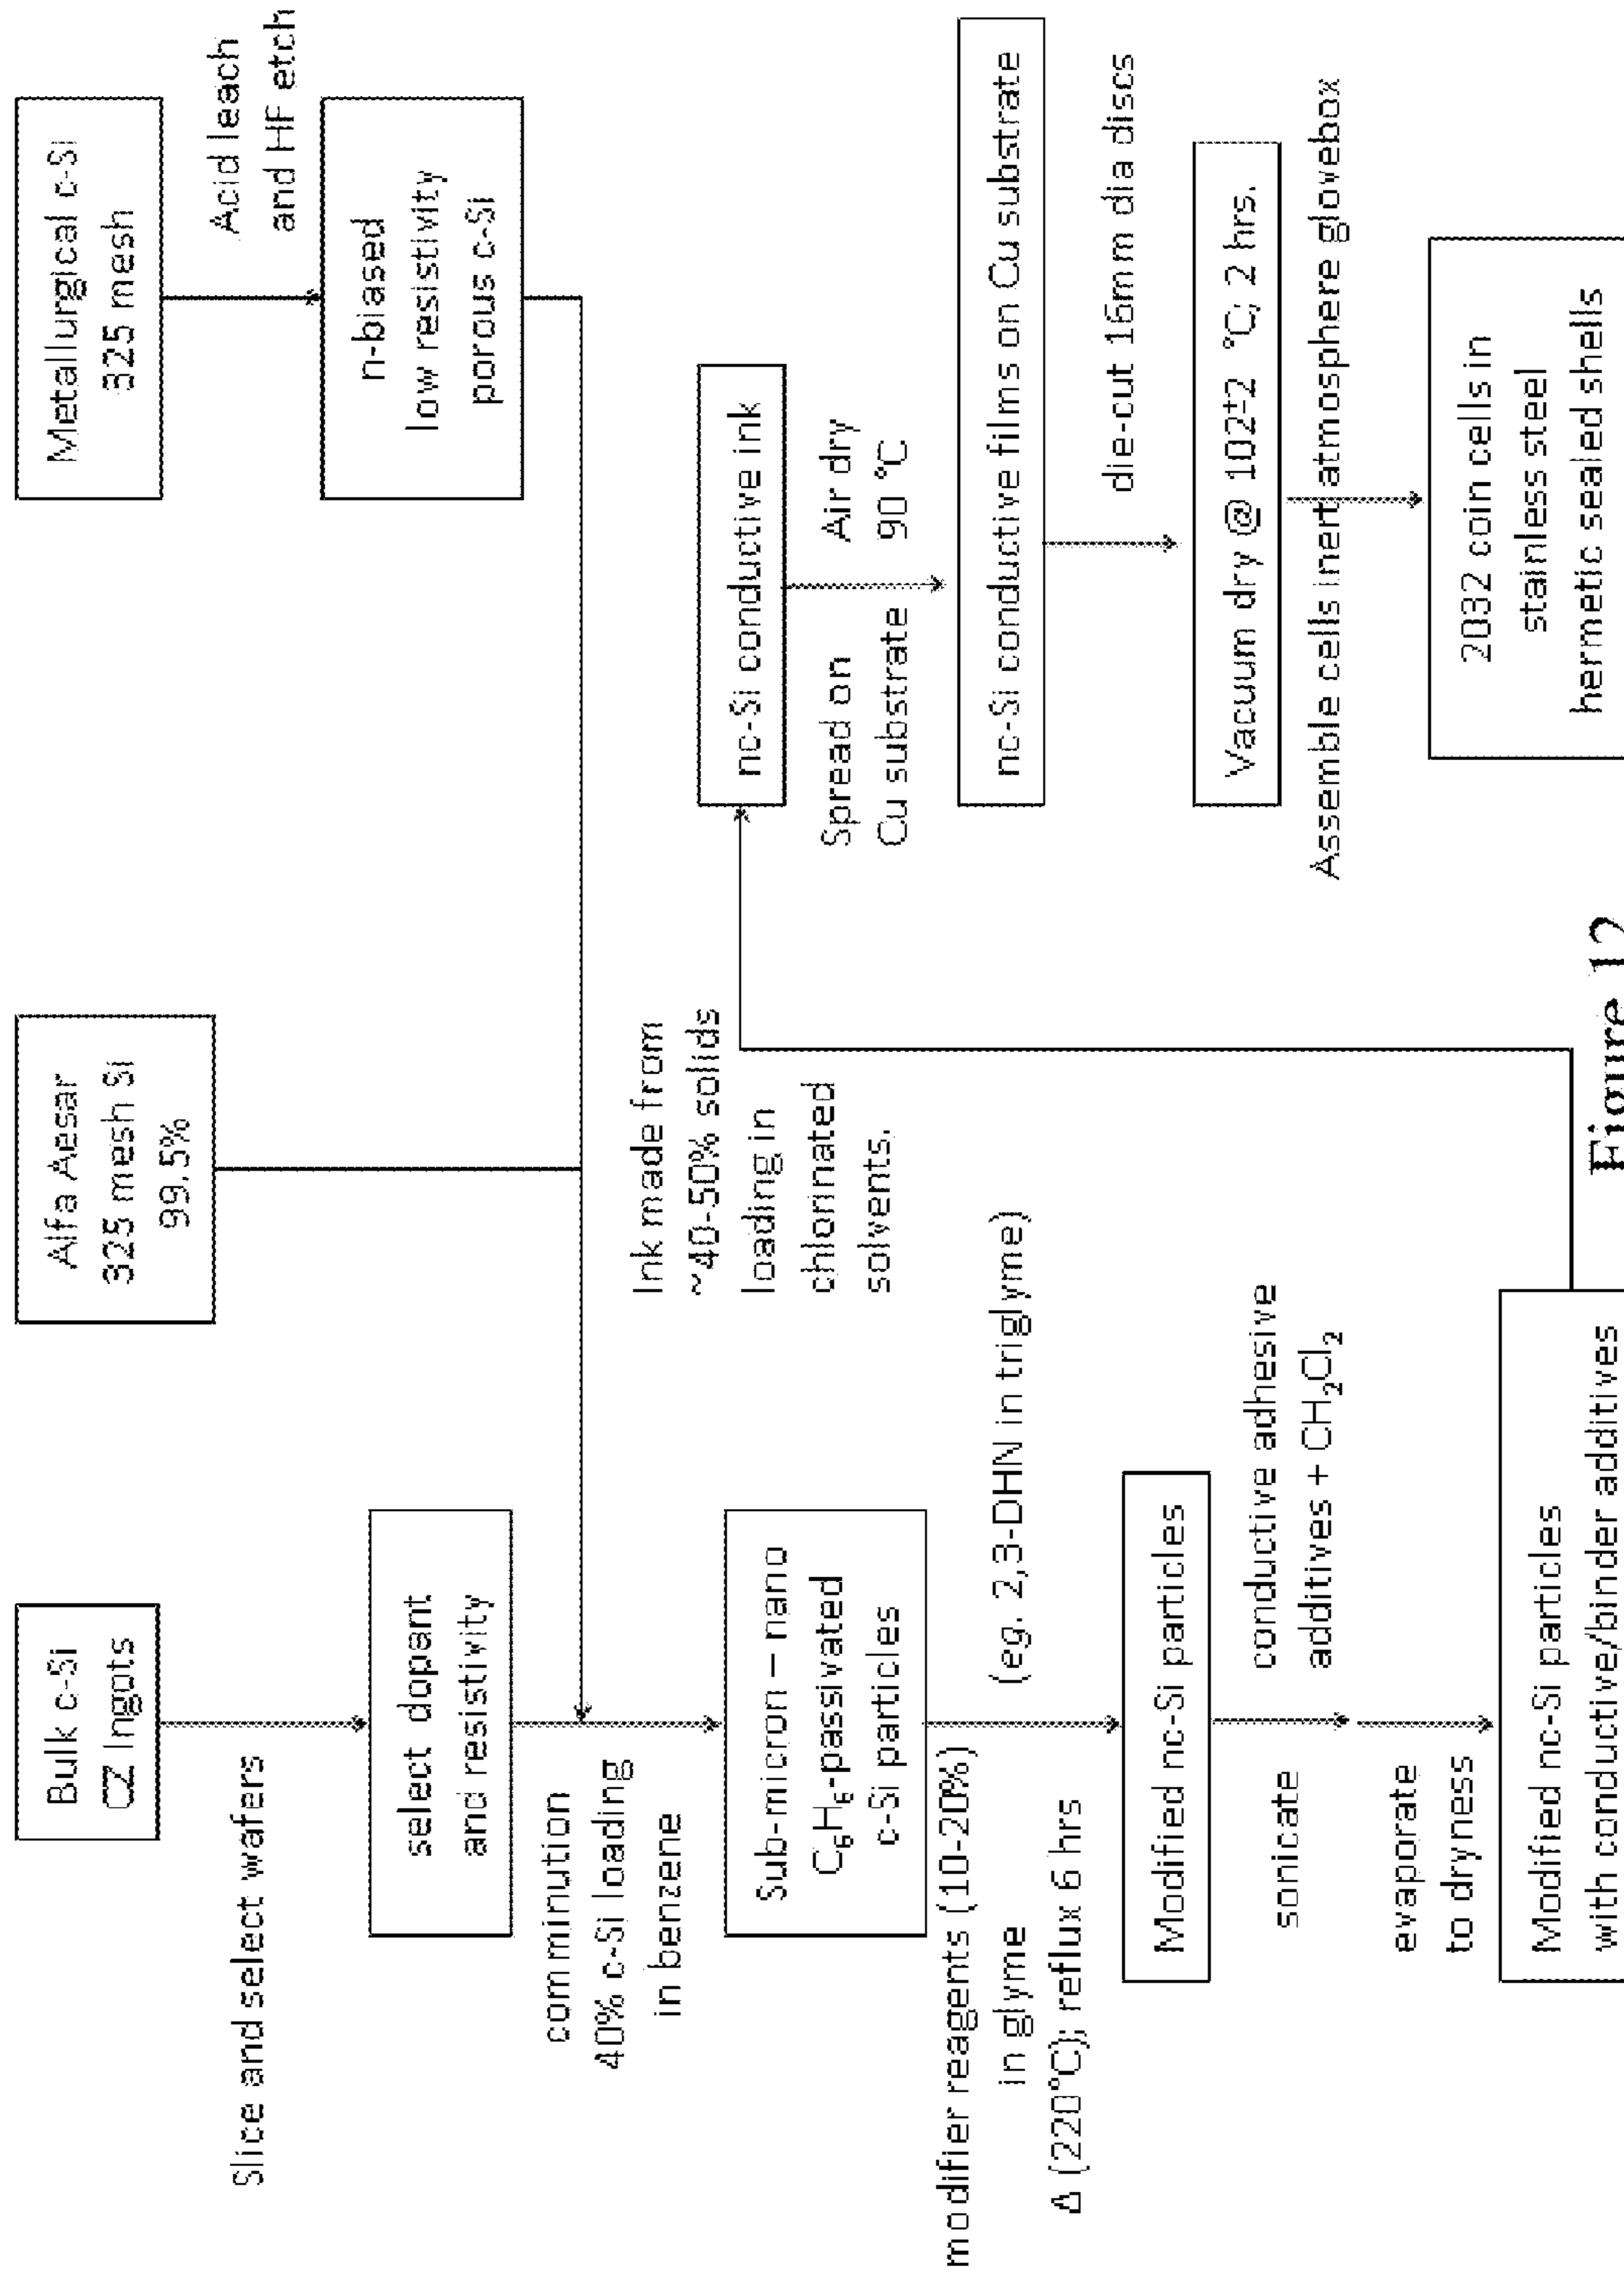 Bulk c-Si
CZ Ingots
Slice and select wafers
select dopant
and resistivity
comminution
40% c-Si loading
in benzene
Sub-micron – nano
C₆H₆-passivated
c-Si particles
modifier reagents (10-20%)
in glyme
Δ (220°C); reflux 6 hrs
(eg. 2,3-DHN in triglyme)
Modified nc-Si particles
sonicate
conductive adhesive
additives + CH₂Cl₂
evaporate
to dryness
Modified nc-Si particles
with conductive/binder additives
Alfa Aesar
325 mesh Si
99.5%
Metallurgical c-Si
325 mesh
Acid leach
and HF etch
n-biased
low resistivity
porous c-Si
Ink made from
~40-50% solids
loading in
chlorinated
solvents.
nc-Si conductive ink
Spread on
Cu substrate
Air dry
90 °C
nc-Si conductive films on Cu substrate
die-cut 16mm dia discs
Vacuum dry @ 102±2 °C; 2 hrs.
Assemble cells inert atmosphere glovebox
2032 coin cells in
stainless steel
hermetic sealed shells
Figure 12